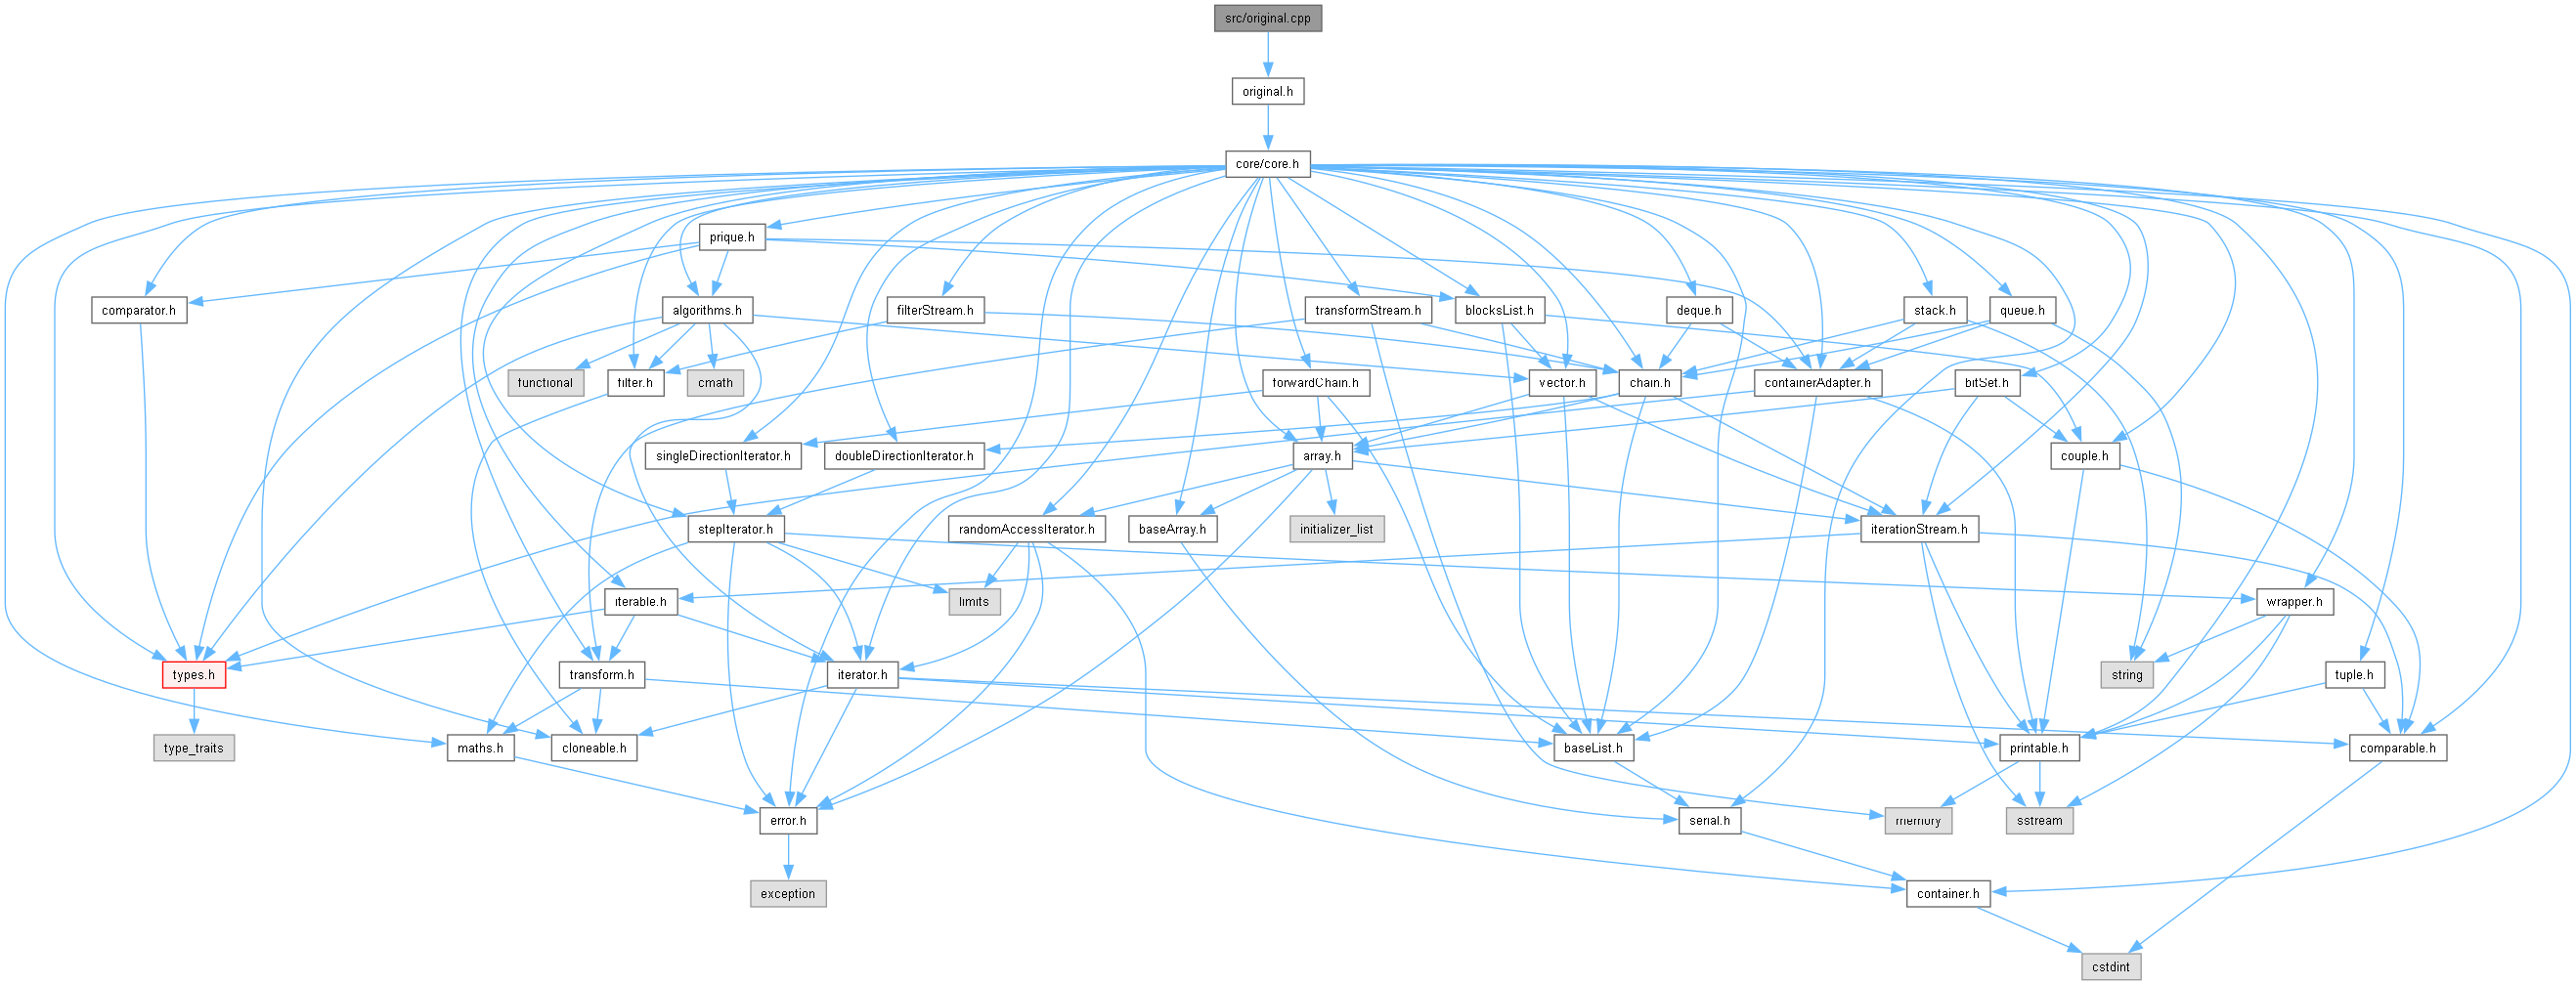 src/original.cpp
original.h
core/core.h
prique.h
comparator.h
algorithms.h
filterStream.h
transformStream.h
blocksList.h
deque.h
stack.h
queue.h
functional
filter.h
cmath
forwardChain.h
vector.h
chain.h
containerAdapter.h
bitSet.h
singleDirectionIterator.h
doubleDirectionIterator.h
array.h
couple.h
stepIterator.h
randomAccessIterator.h
baseArray.h
initializer_list
iterationStream.h
iterable.h
limits
wrapper.h
types.h
transform.h
iterator.h
string
tuple.h
type_traits
maths.h
cloneable.h
baseList.h
printable.h
comparable.h
error.h
serial.h
memory
sstream
exception
container.h
cstdint